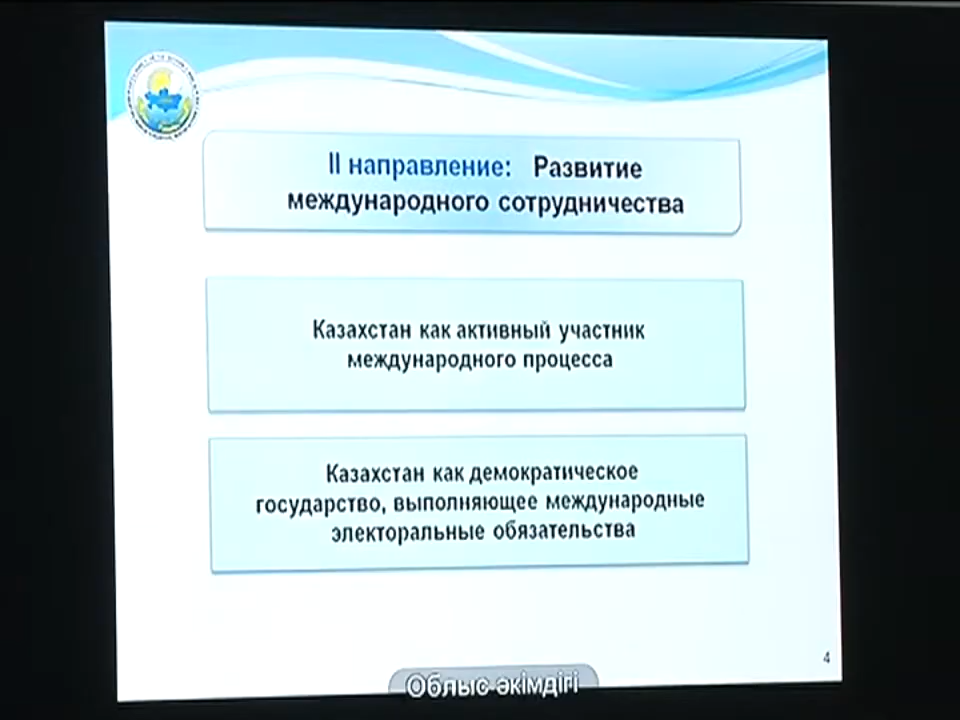 II направление: Развитие
международного сотрудничества
Казахстан как активный участник
международного процесса
Казахстан как демократическое
государство, выполняющее международные
электоральные обязательства
4
Облыс әкімдігі